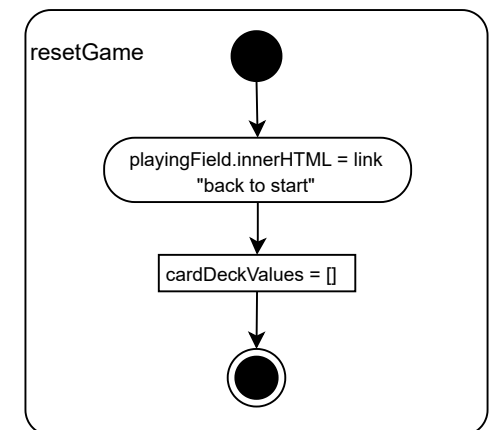 resetGame
playingField.innerHTML = link
"back to start"
cardDeckValues = []